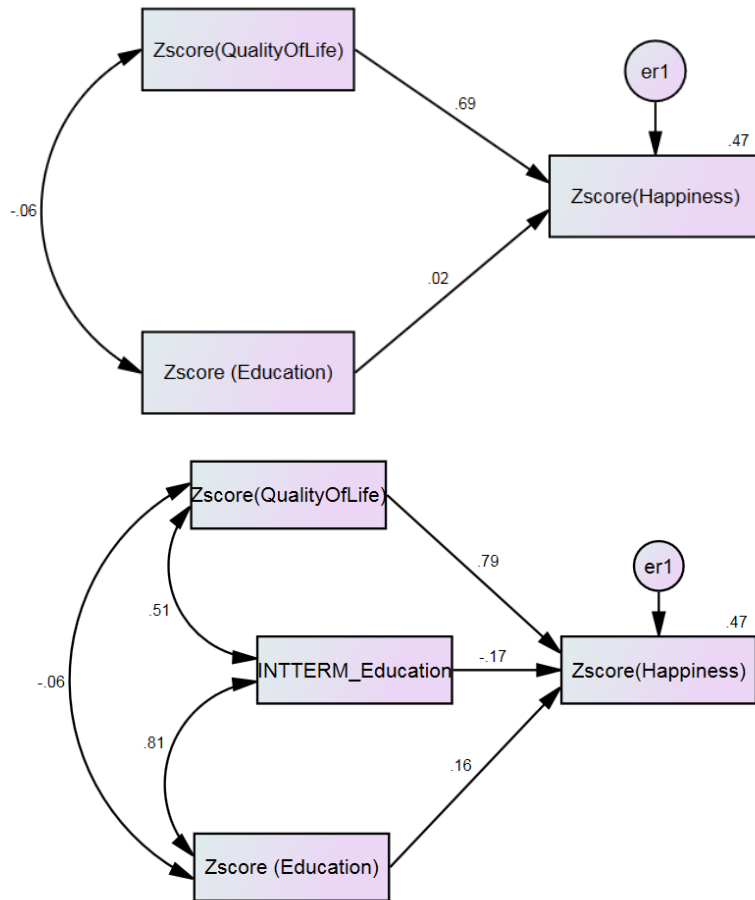 Zscore(QualityOfLife)
er1
.69
.47
Zscore(Happiness)
-.06
.02
Zscore (Education)
Zscore(QualityOfLife)
.79
er1
.51
.47
INTTERM_Education
-.17
Zscore(Happiness)
-.06
.81
.16
Zscore (Education)